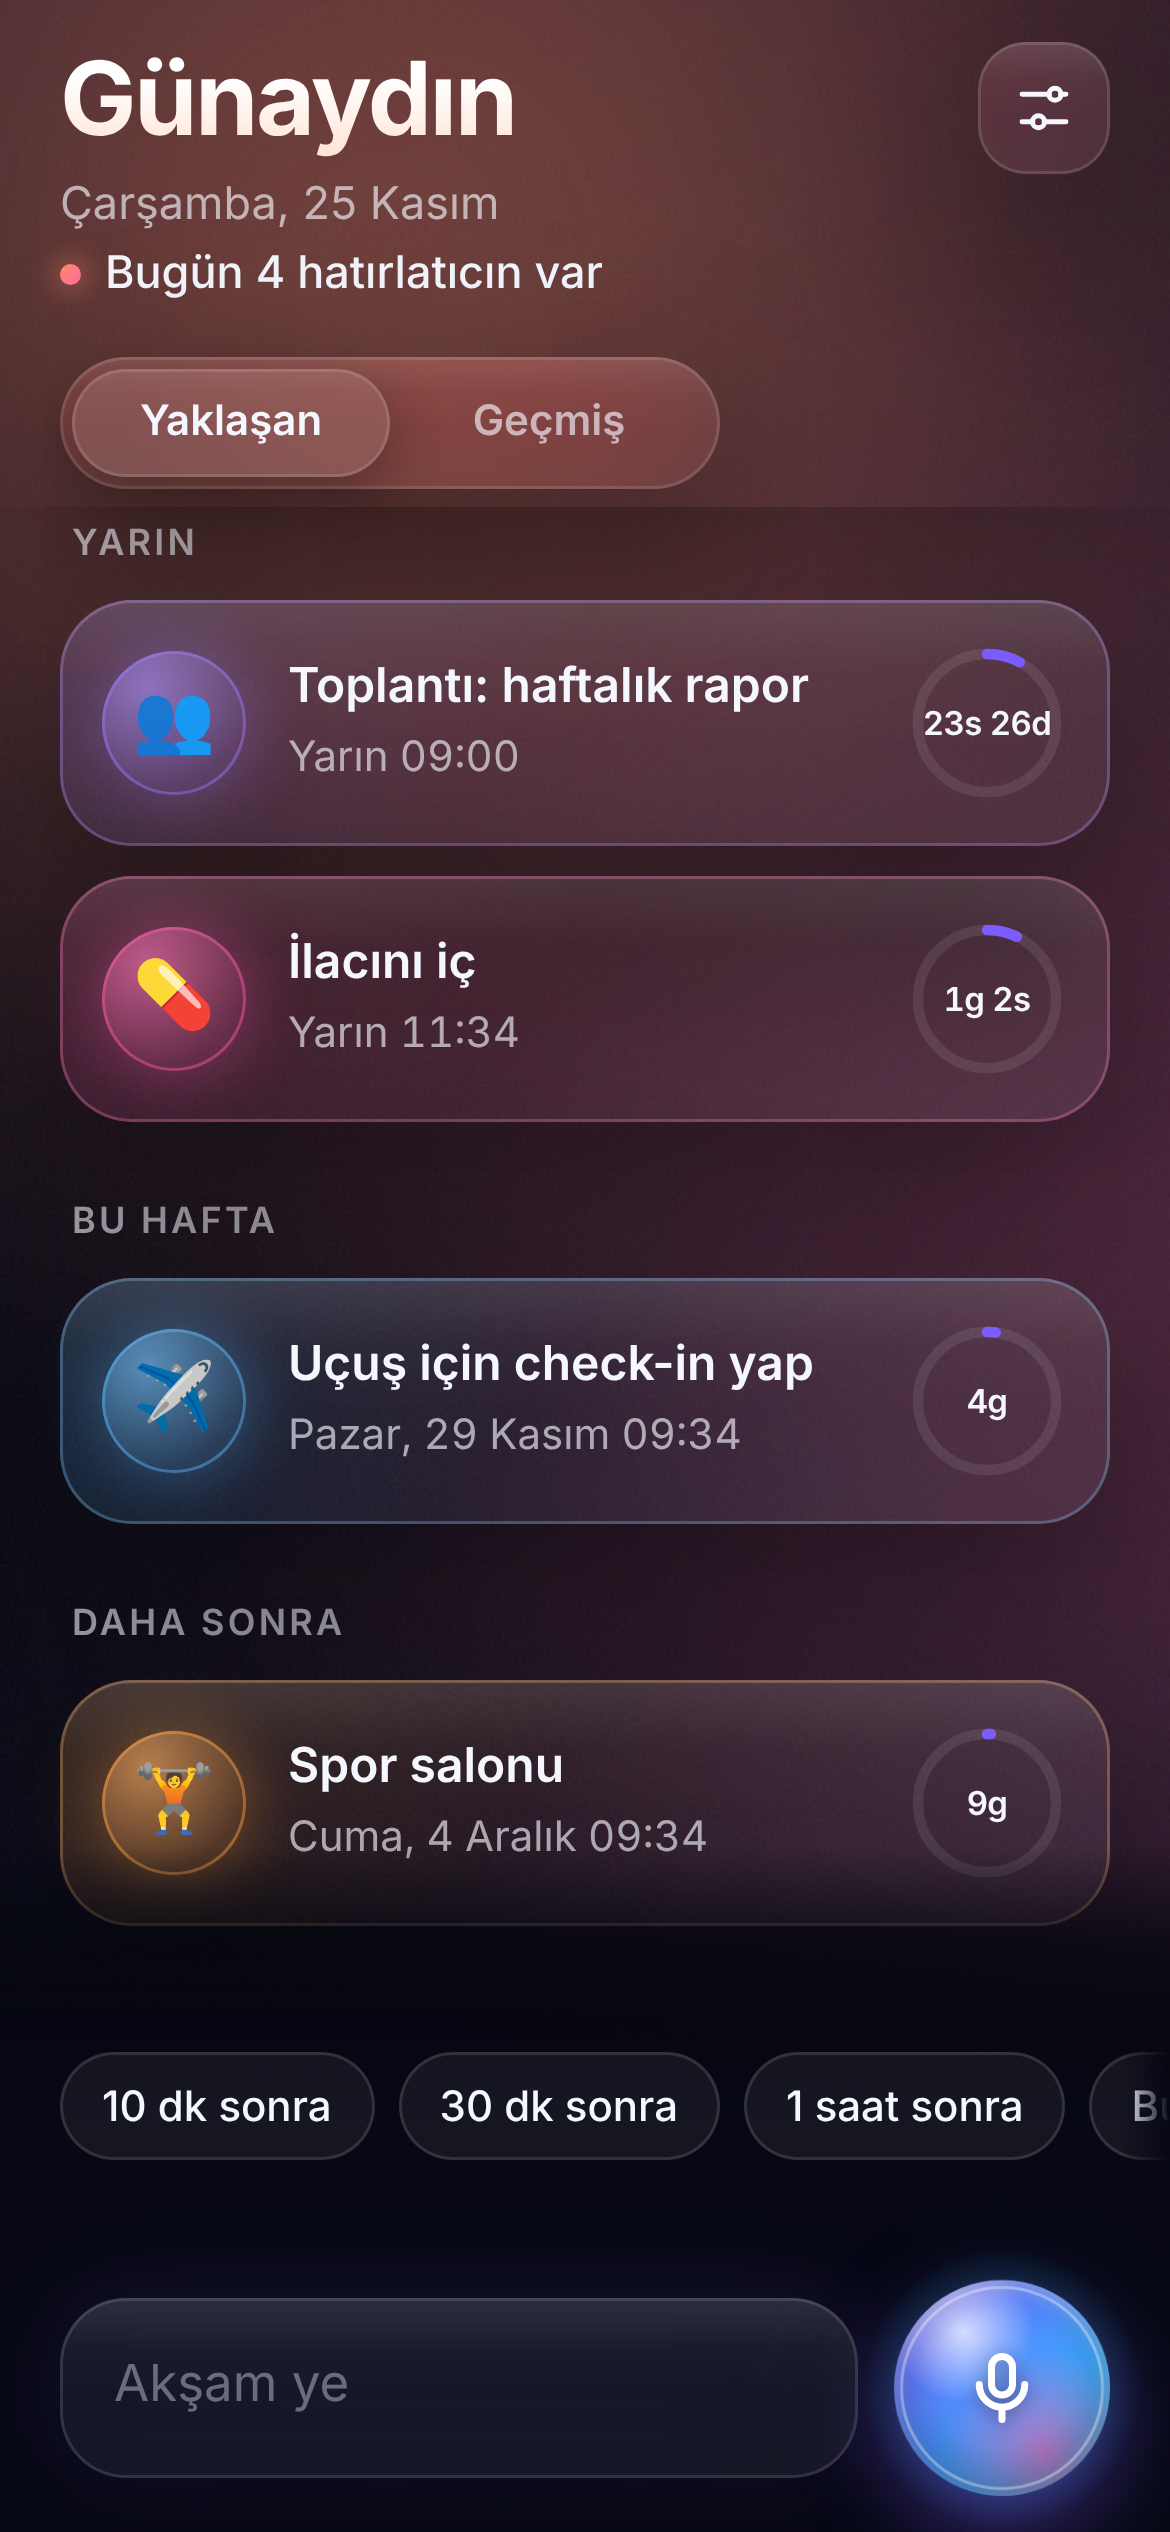 Günaydın
Çarşamba, 25 Kasım
Bugün 4 hatırlatıcın var
Yaklaşan
Geçmiş
YARIN
Toplantı: haftalık rapor
Yarın 09:00
23s 26d
İlacını iç
Yarın 11:34
1g 2s
BU HAFTA
Uçuş için check-in yap
Pazar, 29 Kasım 09:34
4g
DAHA SONRA
Spor salonu
Cuma, 4 Aralık 09:34
9g
10 dk sonra
30 dk sonra
1 saat sonra
Akşam ye